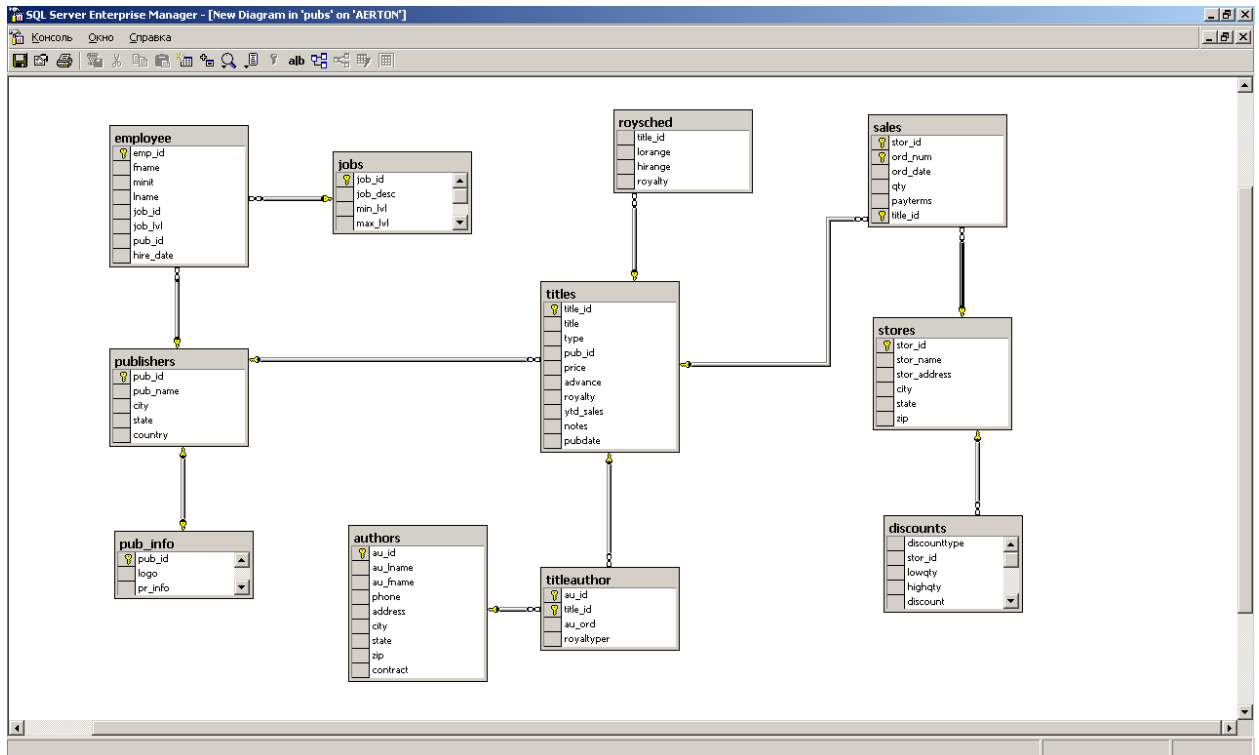 SQL Server Enterprise Manager - [New Diagram in 'pubs' on 'AERTON']
Консоль Окно Справка
a|b
employee
emp_id
fname
minit
lname
job_id
job_lvl
pub_id
hire_date
jobs
job_id
job_desc
min_lvl
max_lvl
roysched
title_id
lorange
hirange
royalty
sales
stor_id
ord_num
ord_date
qty
payterms
title_id
titles
title_id
title
type
pub_id
price
advance
royalty
ytd_sales
notes
pubdate
publishers
pub_id
pub_name
city
state
country
stores
stor_id
stor_name
stor_address
city
state
zip
pub_info
pub_id
logo
pr_info
authors
au_id
au_lname
au_fname
phone
address
city
state
zip
contract
titleauthor
au_id
title_id
au_ord
royaltyper
discounts
discounttype
stor_id
lowqty
highqty
discount